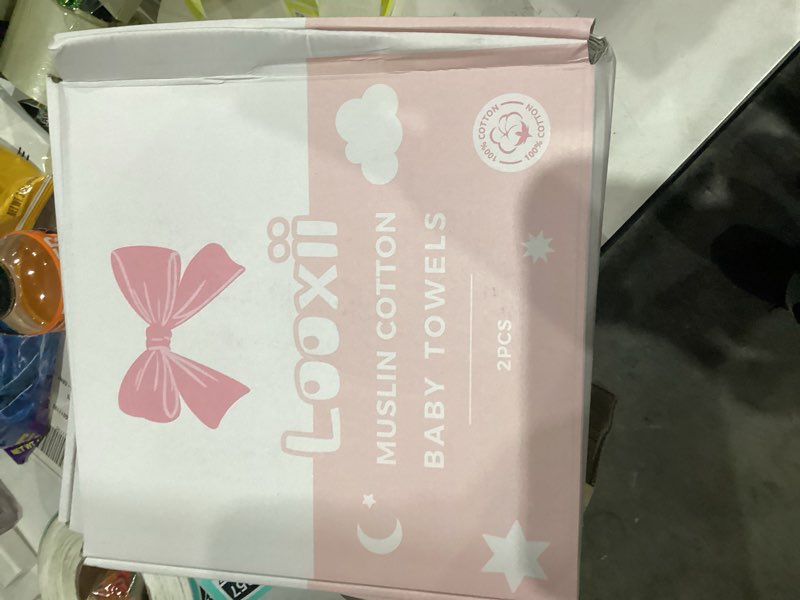 Looxii
MUSLIN COTTON
BABY TOWELS
2PCS
100% COTTON
100% COTTON